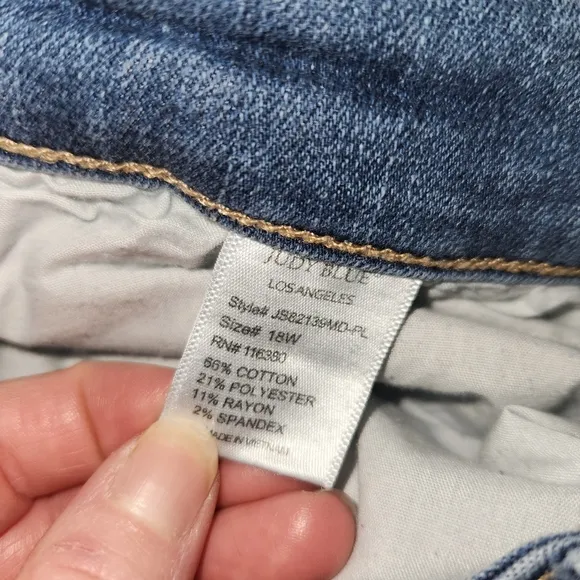 JUDY BLUE
LOS ANGELES
Style# JB82139MD-PL
Size# 18W
RN# 116380
66% COTTON
21% POLYESTER
11% RAYON
2% SPANDEX
MADE IN VIETNAM